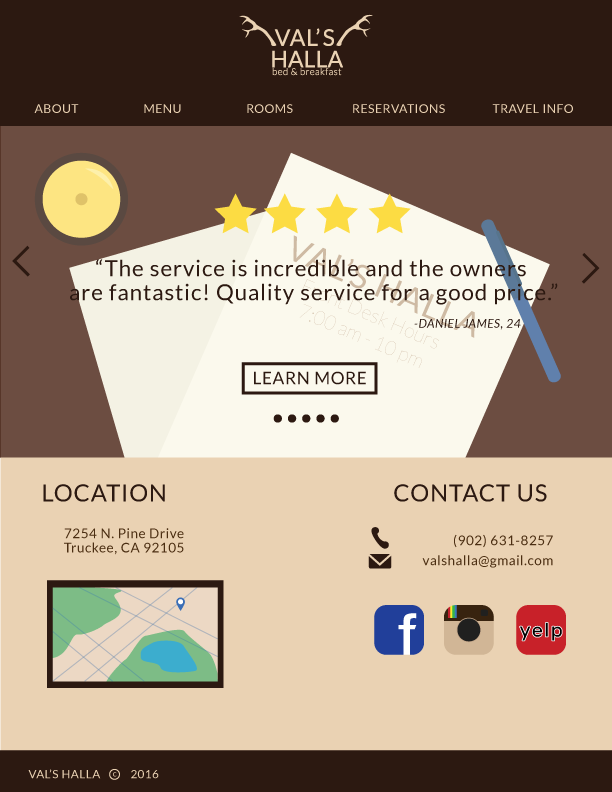 VAL'S
HALLA
bed & breakfast
ABOUT MENU ROOMS RESERVATIONS TRAVEL INFO
VAL'S HALLA
Front Desk Hours
7:00 am - 10 pm
“The service is incredible and the owners
are fantastic! Quality service for a good price.”
-DANIEL JAMES, 24
LEARN MORE
LOCATION
7254 N. Pine Drive
Truckee, CA 92105
CONTACT US
(902) 631-8257
valshalla@gmail.com
f
yelp
VAL'S HALLA © 2016